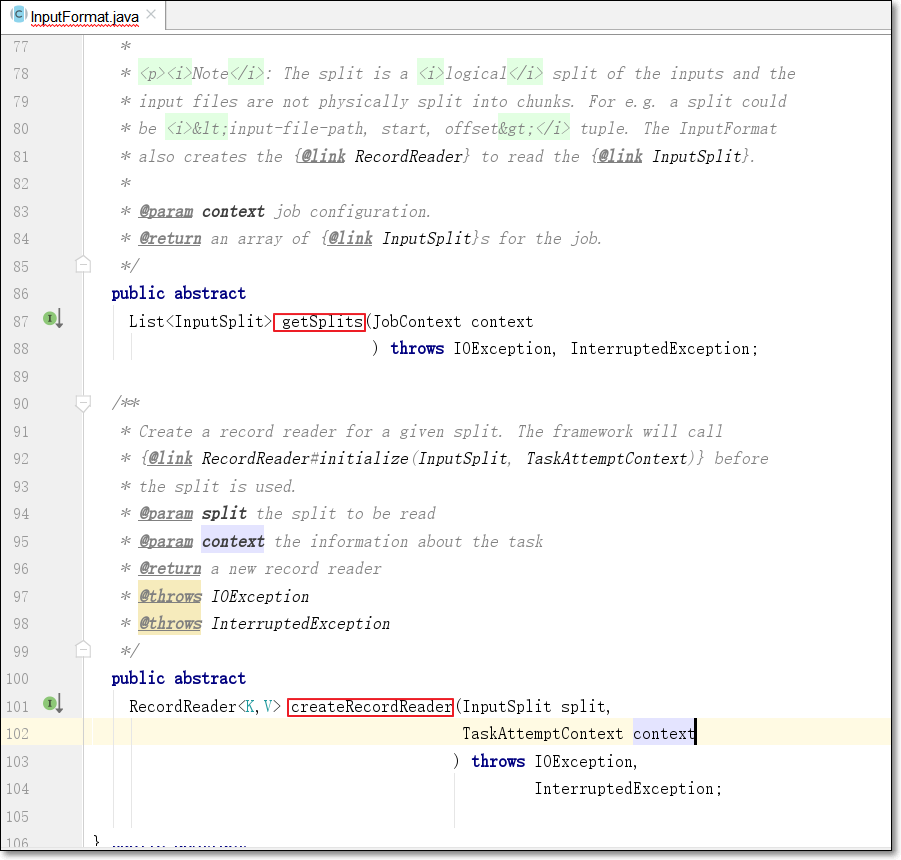 InputFormat.java
77 *
78 * <p><i>Note</i>: The split is a <i>logical</i> split of the inputs and the
79 * input files are not physically split into chunks. For e.g. a split could
80 * be <i>&lt;input-file-path, start, offset&gt;</i> tuple. The InputFormat
81 * also creates the {@link RecordReader} to read the {@link InputSplit}.
82 *
83 * @param context job configuration.
84 * @return an array of {@link InputSplit}s for the job.
85 */
86 public abstract
87 List<InputSplit> getSplits(JobContext context
88 ) throws IOException, InterruptedException;
89
90 /**
91 * Create a record reader for a given split. The framework will call
92 * {@link RecordReader#initialize(InputSplit, TaskAttemptContext)} before
93 * the split is used.
94 * @param split the split to be read
95 * @param context the information about the task
96 * @return a new record reader
97 * @throws IOException
98 * @throws InterruptedException
99 */
100 public abstract
101 RecordReader<K,V> createRecordReader(InputSplit split,
102 TaskAttemptContext context
103 ) throws IOException,
104 InterruptedException;
105
106 }